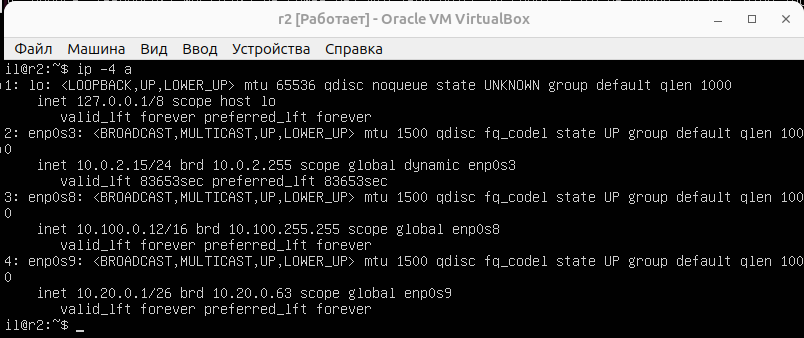 r2 [Работает] - Oracle VM VirtualBox
Файл Машина Вид Ввод Устройства Справка
il@r2:~$ ip -4 a
1: lo: <LOOPBACK,UP,LOWER_UP> mtu 65536 qdisc noqueue state UNKNOWN group default qlen 1000
    inet 127.0.0.1/8 scope host lo
       valid_lft forever preferred_lft forever
2: enp0s3: <BROADCAST,MULTICAST,UP,LOWER_UP> mtu 1500 qdisc fq_codel state UP group default qlen 100
0
    inet 10.0.2.15/24 brd 10.0.2.255 scope global dynamic enp0s3
       valid_lft 83653sec preferred_lft 83653sec
3: enp0s8: <BROADCAST,MULTICAST,UP,LOWER_UP> mtu 1500 qdisc fq_codel state UP group default qlen 100
0
    inet 10.100.0.12/16 brd 10.100.255.255 scope global enp0s8
       valid_lft forever preferred_lft forever
4: enp0s9: <BROADCAST,MULTICAST,UP,LOWER_UP> mtu 1500 qdisc fq_codel state UP group default qlen 100
0
    inet 10.20.0.1/26 brd 10.20.0.63 scope global enp0s9
       valid_lft forever preferred_lft forever
il@r2:~$ _